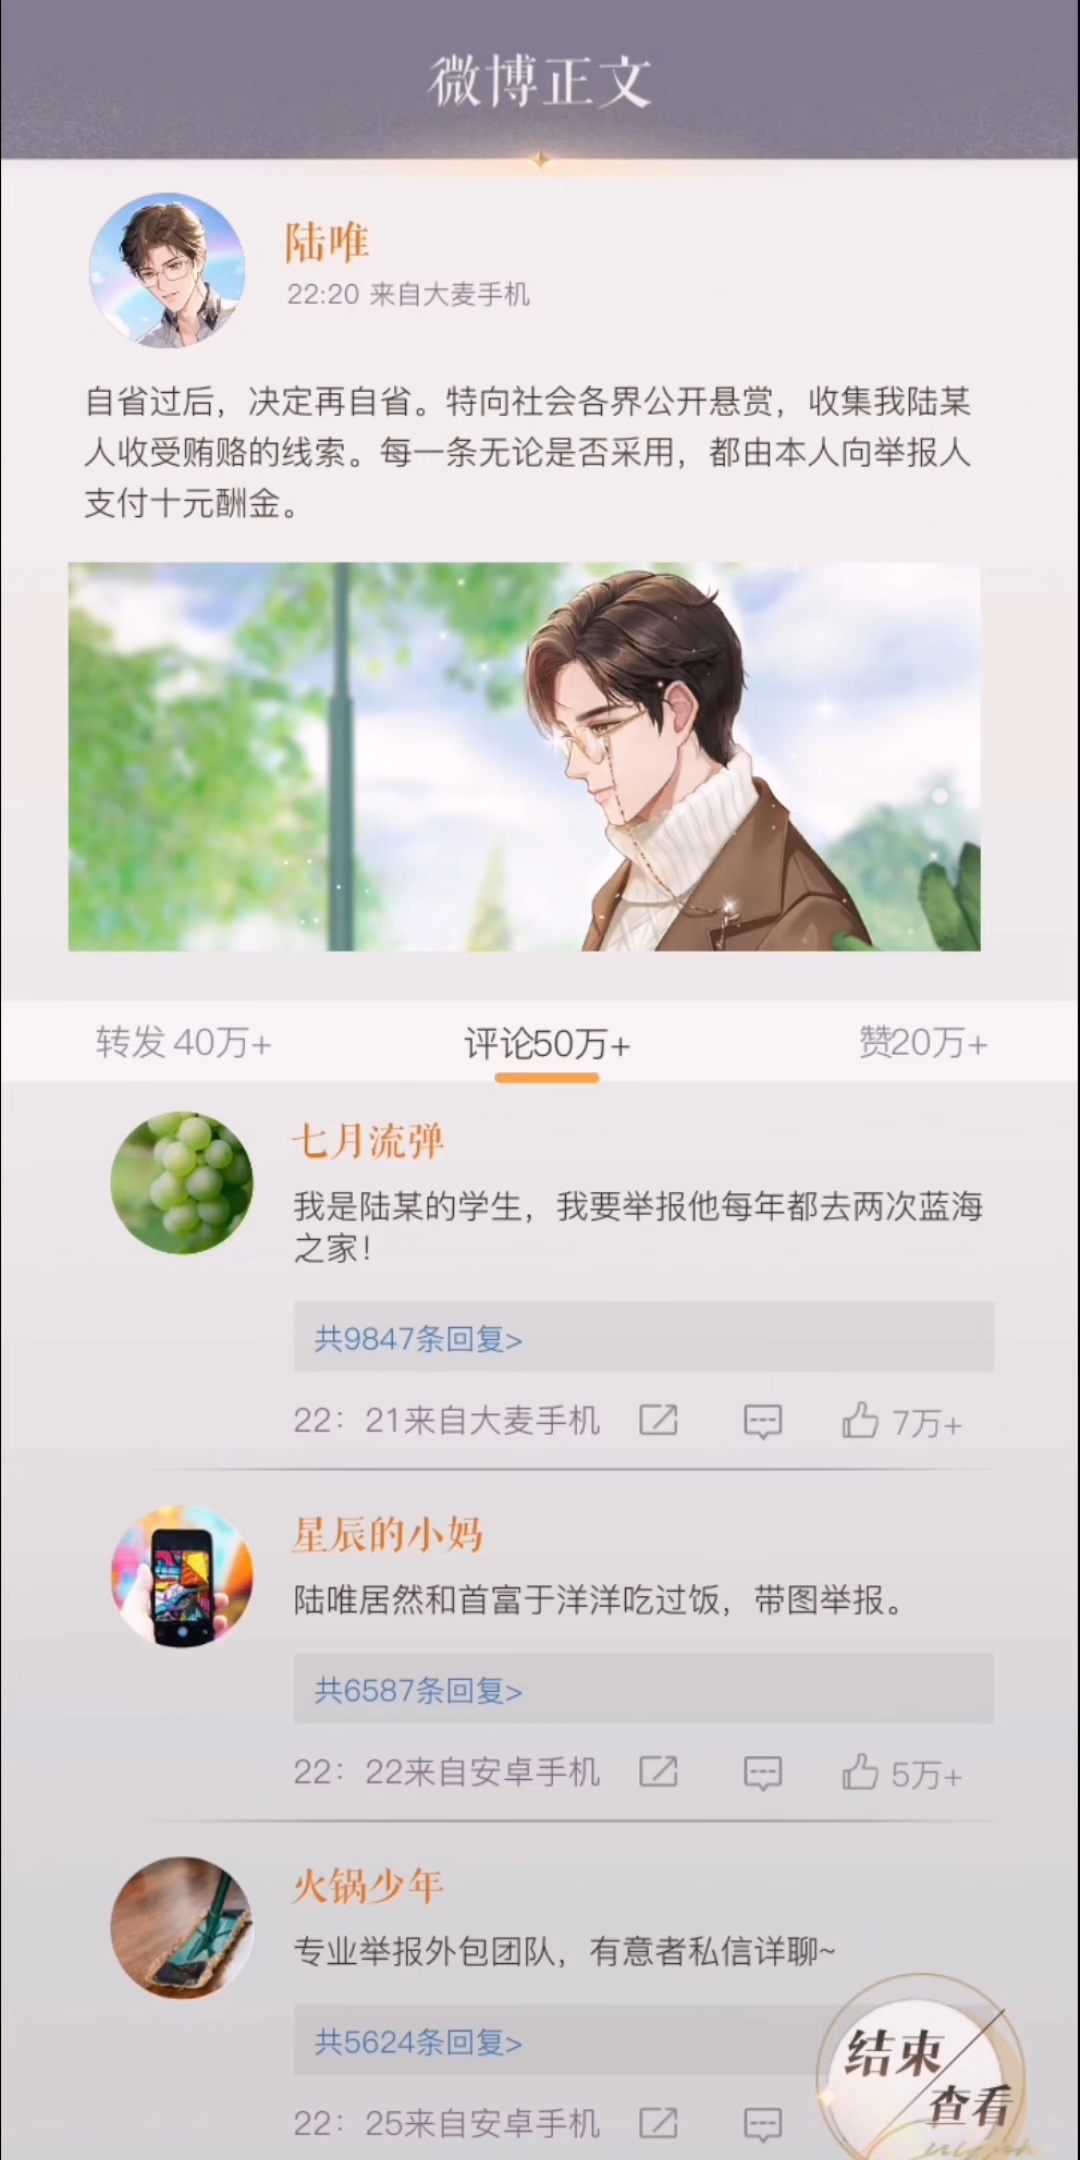 微博正文
陆唯
22:20 来自大麦手机
自省过后，决定再自省。特向社会各界公开悬赏，收集我陆某
人收受贿赂的线索。每一条无论是否采用，都由本人向举报人
支付十元酬金。
转发 40万+ 评论50万+ 赞20万+
七月流弹
我是陆某的学生，我要举报他每年都去两次蓝海
之家！
共9847条回复>
22：21来自大麦手机 7万+
星辰的小妈
陆唯居然和首富于洋洋吃过饭，带图举报。
共6587条回复>
22：22来自安卓手机 5万+
火锅少年
专业举报外包团队，有意者私信详聊~
共5624条回复>
22：25来自安卓手机
结束
查看